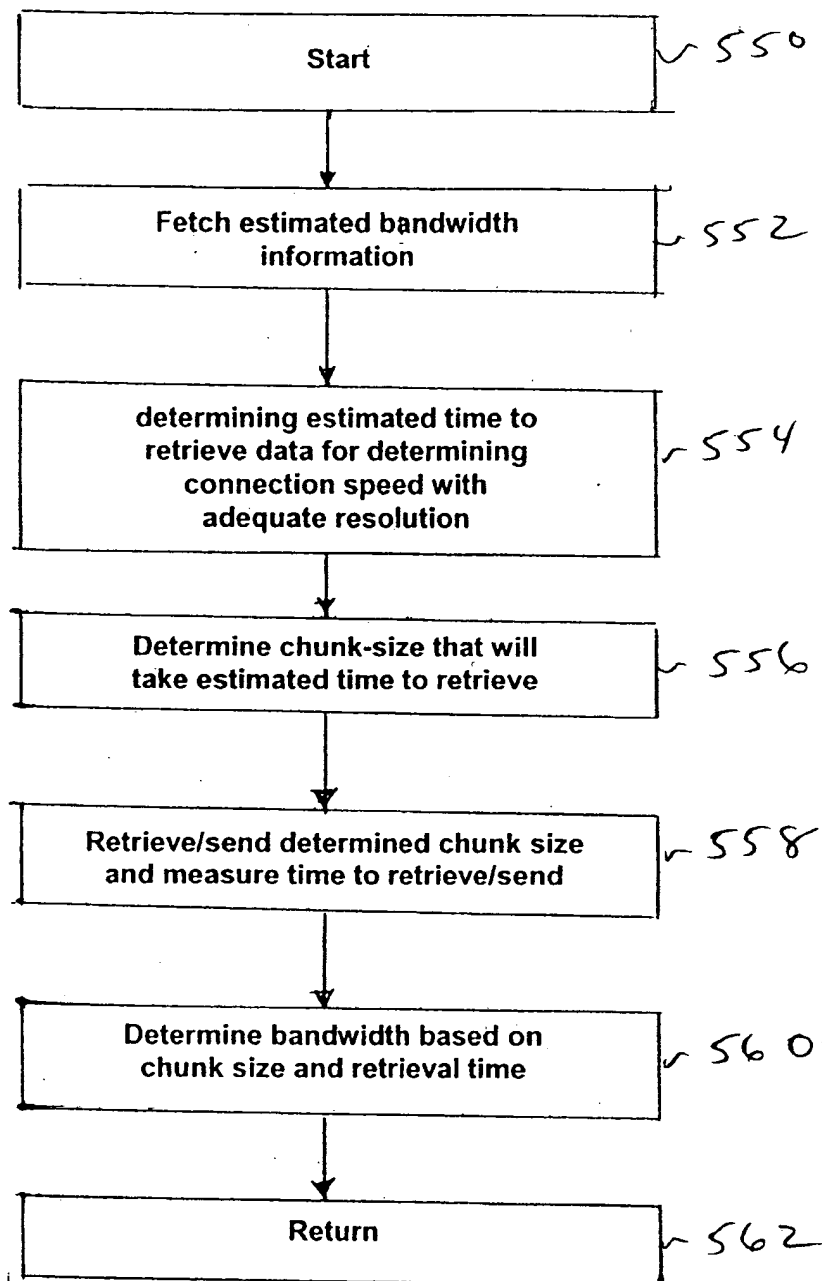 Start
550
Fetch estimated bandwidth
information
552
determining estimated time to
retrieve data for determining
connection speed with
adequate resolution
554
Determine chunk-size that will
take estimated time to retrieve
556
Retrieve/send determined chunk size
and measure time to retrieve/send
558
Determine bandwidth based on
chunk size and retrieval time
560
Return
562